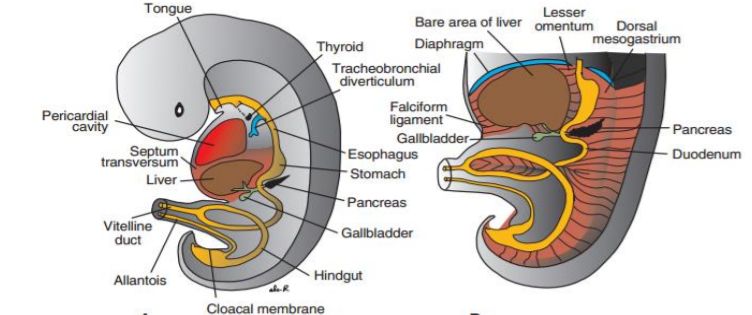 Tongue
Thyroid
Tracheobronchial
diverticulum
Pericardial
cavity
Septum
transversum
Liver
Esophagus
Stomach
Pancreas
Vitelline
duct
Gallbladder
Allantois
Hindgut
Cloacal membrane
Bare area of liver
Lesser
omentum
Dorsal
mesogastrium
Diaphragm
Falciform
ligament
Gallbladder
Pancreas
Duodenum